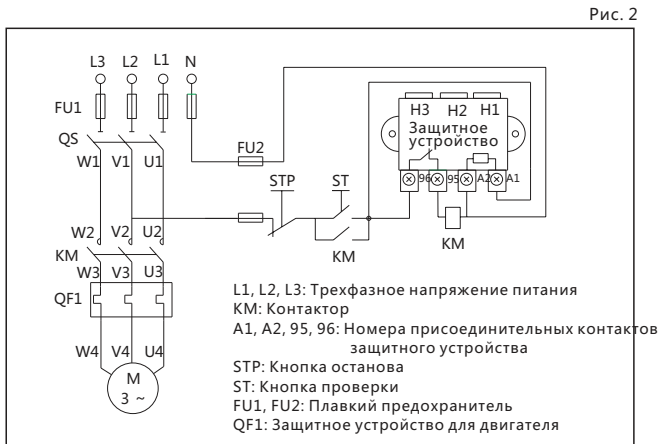 Рис. 2
L3 L2 L1 N
FU1
QS
W1 V1 U1
FU2
STP ST
H3 H2 H1
Защитное
устройство
96 95 A2 A1
KM
KM
W2 V2 U2
KM
W3 V3 U3
QF1
W4 V4 U4
M
3 ~
L1, L2, L3: Трехфазное напряжение питания
KM: Контактор
A1, A2, 95, 96: Номера присоединительных контактов
защитного устройства
STP: Кнопка останова
ST: Кнопка проверки
FU1, FU2: Плавкий предохранитель
QF1: Защитное устройство для двигателя